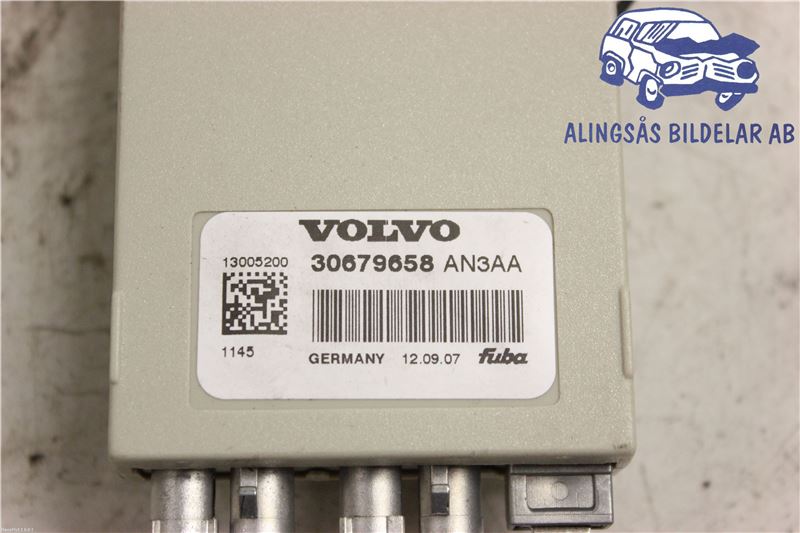 ALINGSÅS BILDELAR AB
VOLVO
13005200 30679658 AN3AA
1145 GERMANY 12.09.07 fuba